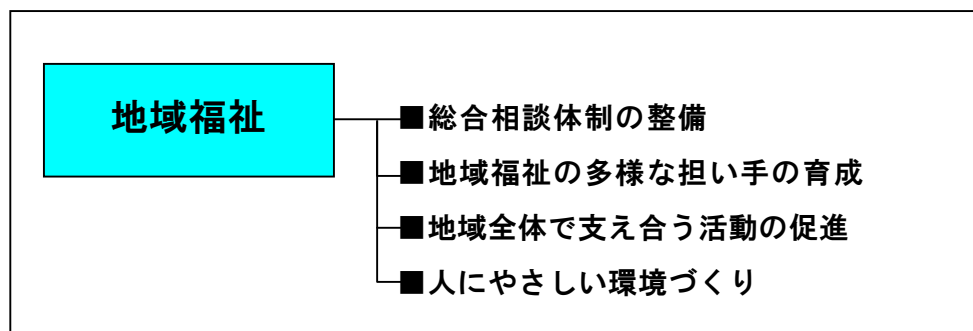 地域福祉
■総合相談体制の整備
■地域福祉の多様な担い手の育成
■地域全体で支え合う活動の促進
■人にやさしい環境づくり